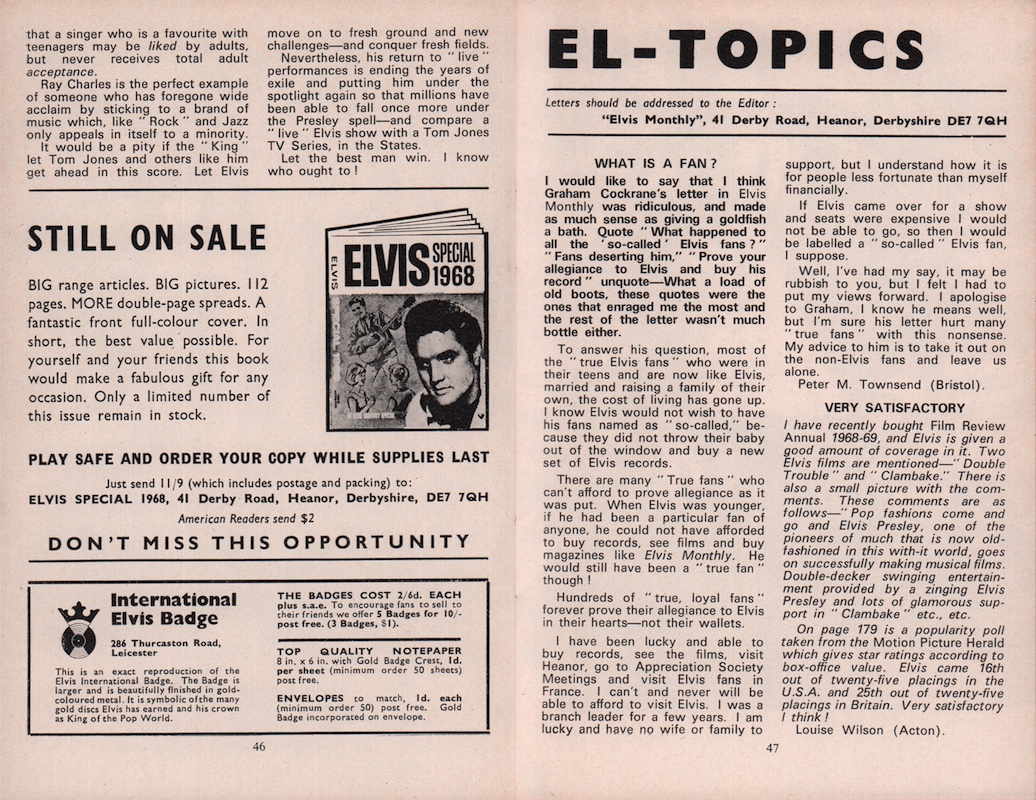 that a singer who is a favourite with
teenagers may be liked by adults,
but never receives total adult
acceptance.
Ray Charles is the perfect example
of someone who has foregone wide
acclaim by sticking to a brand of
music which, like "Rock" and Jazz
only appeals in itself to a minority.
It would be a pity if the "King"
let Tom Jones and others like him
get ahead in this score. Let Elvis
move on to fresh ground and new
challenges—and conquer fresh fields.
Nevertheless, his return to "live"
performances is ending the years of
exile and putting him under the
spotlight again so that millions have
been able to fall once more under
the Presley spell—and compare a
"live" Elvis show with a Tom Jones
TV Series, in the States.
Let the best man win. I know
who ought to!
STILL ON SALE
BIG range articles. BIG pictures. 112
pages. MORE double-page spreads. A
fantastic front full-colour cover. In
short, the best value possible. For
yourself and your friends this book
would make a fabulous gift for any
occasion. Only a limited number of
this issue remain in stock.
ELVIS
ELVIS SPECIAL
1968
PLAY SAFE AND ORDER YOUR COPY WHILE SUPPLIES LAST
Just send 11/9 (which includes postage and packing) to:
ELVIS SPECIAL 1968, 41 Derby Road, Heanor, Derbyshire, DE7 7QH
American Readers send $2
DON'T MISS THIS OPPORTUNITY
International
Elvis Badge
286 Thurcaston Road,
Leicester
This is an exact reproduction of the
Elvis International Badge. The Badge is
larger and is beautifully finished in gold-
coloured metal. It is symbolic of the many
gold discs Elvis has earned and his crown
as King of the Pop World.
THE BADGES COST 2/6d. EACH
plus s.a.e. To encourage fans to sell to
their friends we offer 5 Badges for 10/-
post free. (3 Badges, $1).
TOP QUALITY NOTEPAPER
8 in. x 6 in. with Gold Badge Crest, 1d.
per sheet (minimum order 50 sheets)
post free.
ENVELOPES to match, 1d. each
(minimum order 50) post free. Gold
Badge incorporated on envelope.
46
EL-TOPICS
Letters should be addressed to the Editor:
"Elvis Monthly", 41 Derby Road, Heanor, Derbyshire DE7 7QH
WHAT IS A FAN?
I would like to say that I think
Graham Cockrane's letter in Elvis
Monthly was ridiculous, and made
as much sense as giving a goldfish
a bath. Quote "What happened to
all the 'so-called' Elvis fans?"
"Fans deserting him," "Prove your
allegiance to Elvis and buy his
record" unquote—What a load of
old boots, these quotes were the
ones that enraged me the most and
the rest of the letter wasn't much
bottle either.
To answer his question, most of
the "true Elvis fans" who were in
their teens and are now like Elvis,
married and raising a family of their
own, the cost of living has gone up.
I know Elvis would not wish to have
his fans named as "so-called," be-
cause they did not throw their baby
out of the window and buy a new
set of Elvis records.
There are many "True fans" who
can't afford to prove allegiance as it
was put. When Elvis was younger,
if he had been a particular fan of
anyone, he could not have afforded
to buy records, see films and buy
magazines like Elvis Monthly. He
would still have been a "true fan"
though!
Hundreds of "true, loyal fans"
forever prove their allegiance to Elvis
in their hearts—not their wallets.
I have been lucky and able to
buy records, see the films, visit
Heanor, go to Appreciation Society
Meetings and visit Elvis fans in
France. I can't and never will be
able to afford to visit Elvis. I was a
branch leader for a few years. I am
lucky and have no wife or family to
support, but I understand how it is
for people less fortunate than myself
financially.
If Elvis came over for a show
and seats were expensive I would
not be able to go, so then I would
be labelled a "so-called" Elvis fan,
I suppose.
Well, I've had my say, it may be
rubbish to you, but I felt I had to
put my views forward. I apologise
to Graham, I know he means well,
but I'm sure his letter hurt many
"true fans" with this nonsense.
My advice to him is to take it out on
the non-Elvis fans and leave us
alone.
Peter M. Townsend (Bristol).
VERY SATISFACTORY
I have recently bought Film Review
Annual 1968-69, and Elvis is given a
good amount of coverage in it. Two
Elvis films are mentioned—"Double
Trouble" and "Clambake." There is
also a small picture with the com-
ments. These comments are as
follows—"Pop fashions come and
go and Elvis Presley, one of the
pioneers of much that is now old-
fashioned in this with-it world, goes
on successfully making musical films.
Double-decker swinging entertain-
ment provided by a zinging Elvis
Presley and lots of glamorous sup-
port in "Clambake" etc., etc.
On page 179 is a popularity poll
taken from the Motion Picture Herald
which gives star ratings according to
box-office value. Elvis came 16th
out of twenty-five placings in the
U.S.A. and 25th out of twenty-five
placings in Britain. Very satisfactory
I think!
Louise Wilson (Acton).
47